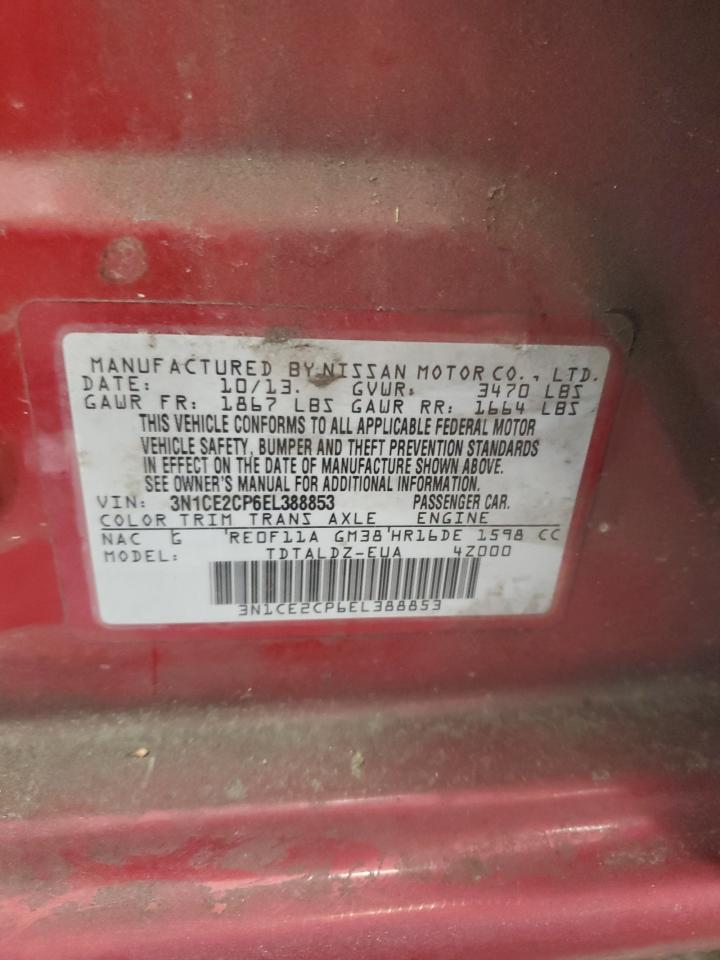 MANUFACTURED BY NISSAN MOTOR CO., LTD.
DATE: 10/13. GVWR: 3470 LBS
GAWR FR: 1867 LBS GAWR RR: 1664 LBS
THIS VEHICLE CONFORMS TO ALL APPLICABLE FEDERAL MOTOR
VEHICLE SAFETY, BUMPER AND THEFT PREVENTION STANDARDS
IN EFFECT ON THE DATE OF MANUFACTURE SHOWN ABOVE.
SEE OWNER'S MANUAL FOR ADDITIONAL INFORMATION.
VIN: 3N1CE2CP6EL388853 PASSENGER CAR.
COLOR TRIM TRANS AXLE ENGINE
NAC G RE0F11A GM38 HR16DE 1598 CC
MODEL: TDTALDZ-EUA 4Z000
3N1CE2CP6EL388853